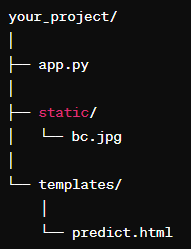 your_project/
│
├── app.py
│
├── static/
│   └── bc.jpg
│
└── templates/
    │
    └── predict.html